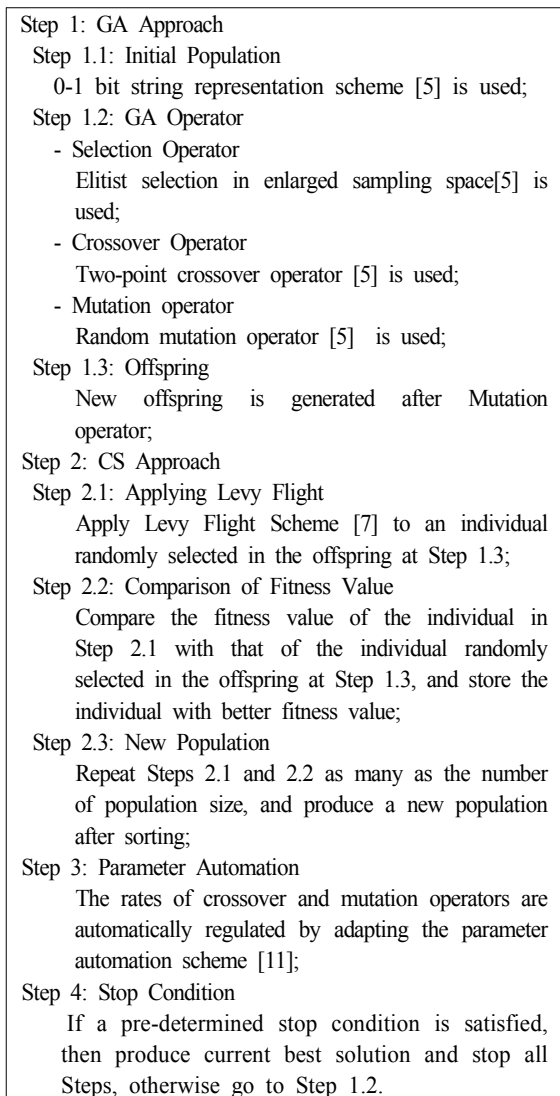 Step 1: GA Approach
Step 1.1: Initial Population
0-1 bit string representation scheme [5] is used;
Step 1.2: GA Operator
- Selection Operator
Elitist selection in enlarged sampling space[5] is
used;
- Crossover Operator
Two-point crossover operator [5] is used;
- Mutation operator
Random mutation operator [5] is used;
Step 1.3: Offspring
New offspring is generated after Mutation
operator;
Step 2: CS Approach
Step 2.1: Applying Levy Flight
Apply Levy Flight Scheme [7] to an individual
randomly selected in the offspring at Step 1.3;
Step 2.2: Comparison of Fitness Value
Compare the fitness value of the individual in
Step 2.1 with that of the individual randomly
selected in the offspring at Step 1.3, and store the
individual with better fitness value;
Step 2.3: New Population
Repeat Steps 2.1 and 2.2 as many as the number
of population size, and produce a new population
after sorting;
Step 3: Parameter Automation
The rates of crossover and mutation operators are
automatically regulated by adapting the parameter
automation scheme [11];
Step 4: Stop Condition
If a pre-determined stop condition is satisfied,
then produce current best solution and stop all
Steps, otherwise go to Step 1.2.